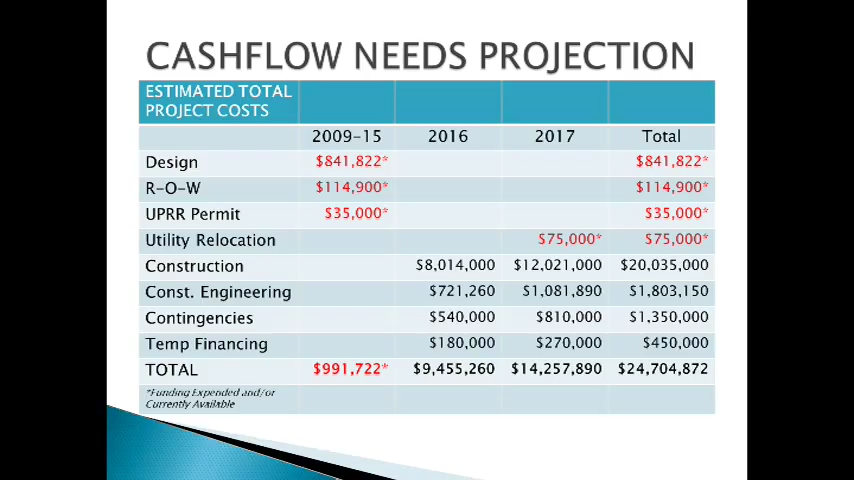 CASHFLOW NEEDS PROJECTION
ESTIMATED TOTAL
PROJECT COSTS
2009-15 2016 2017 Total
Design $841,822* $841,822*
R-O-W $114,900* $114,900*
UPRR Permit $35,000* $35,000*
Utility Relocation $75,000* $75,000*
Construction $8,014,000 $12,021,000 $20,035,000
Const. Engineering $721,260 $1,081,890 $1,803,150
Contingencies $540,000 $810,000 $1,350,000
Temp Financing $180,000 $270,000 $450,000
TOTAL $991,722* $9,455,260 $14,257,890 $24,704,872
*Funding Expended and/or
Currently Available